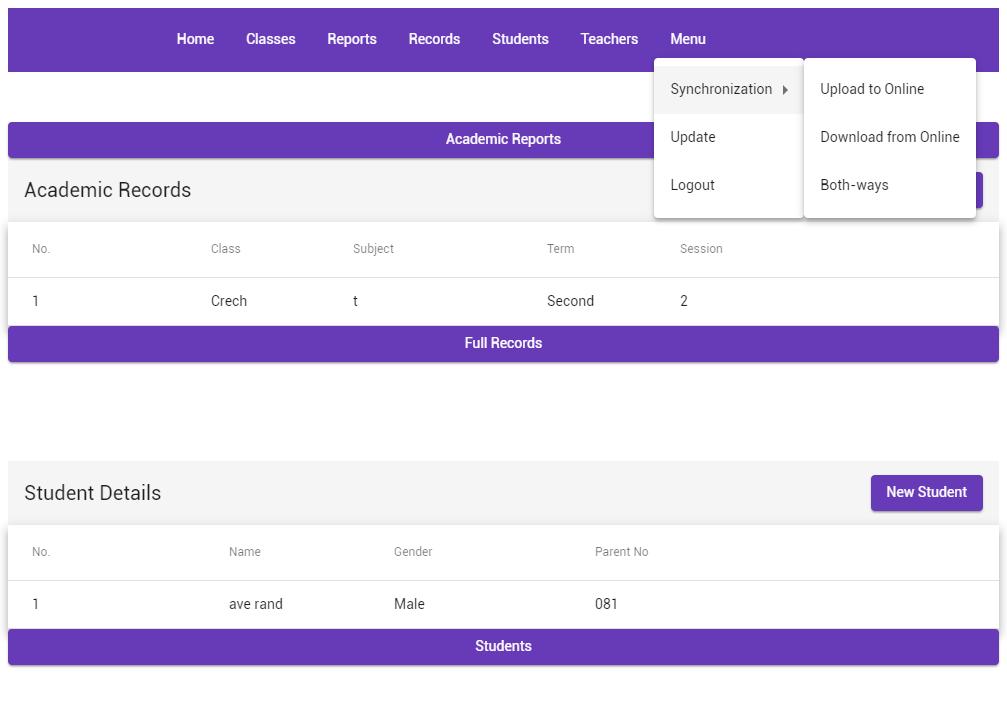 Home Classes Reports Records Students Teachers Menu
Synchronization Upload to Online
Update Download from Online
Logout Both-ways
Academic Reports
Academic Records
No. Class Subject Term Session
1 Crech t Second 2
Full Records
Student Details New Student
No. Name Gender Parent No
1 ave rand Male 081
Students